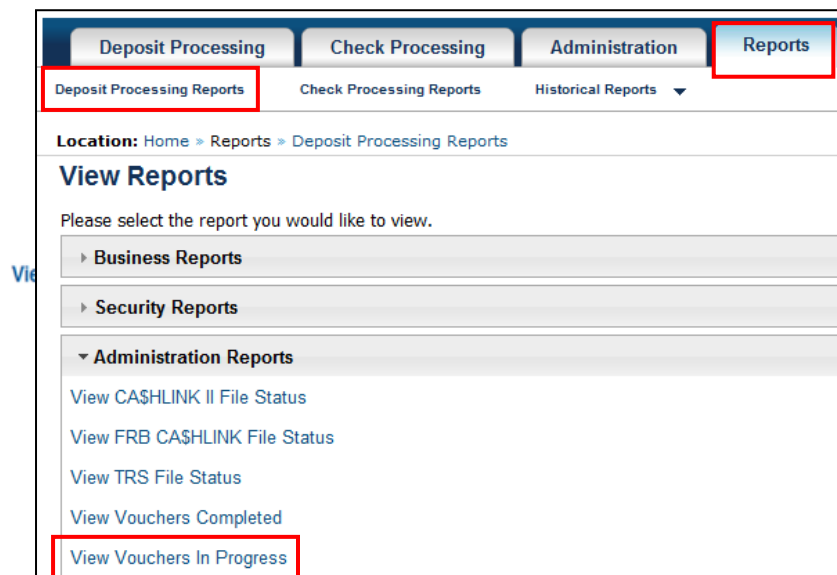 Deposit Processing Check Processing Administration Reports
Deposit Processing Reports Check Processing Reports Historical Reports
Location: Home » Reports » Deposit Processing Reports
View Reports
Please select the report you would like to view.
Business Reports
Vie
Security Reports
Administration Reports
View CA$HLINK II File Status
View FRB CA$HLINK File Status
View TRS File Status
View Vouchers Completed
View Vouchers In Progress